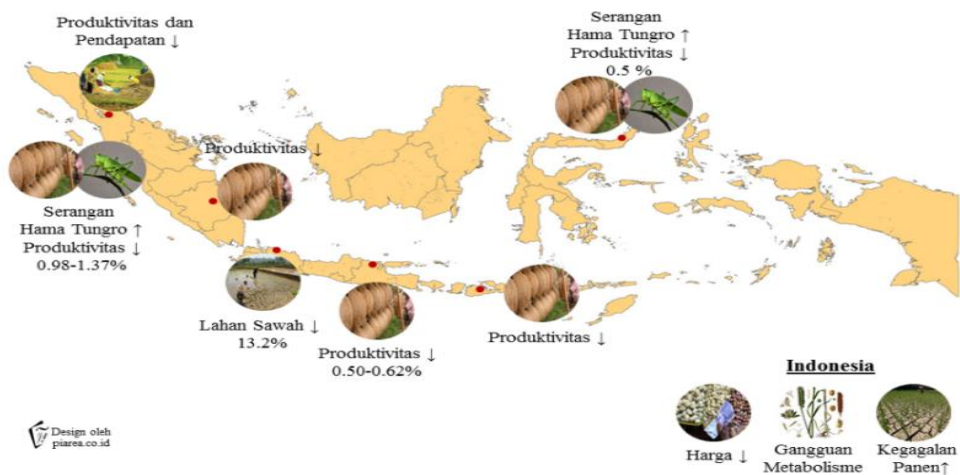 Produktivitas dan
Pendapatan ↓
Serangan
Hama Tungro ↑
Produktivitas ↓
0.5 %
Produktivitas ↓
Serangan
Hama Tungro ↑
Produktivitas ↓
0.98-1.37%
Lahan Sawah ↓
13.2%
Produktivitas ↓
0.50-0.62%
Produktivitas ↓
Indonesia
Harga ↓
Gangguan
Metabolisme
Kegagalan
Panen↑
Design oleh
piarea.co.id